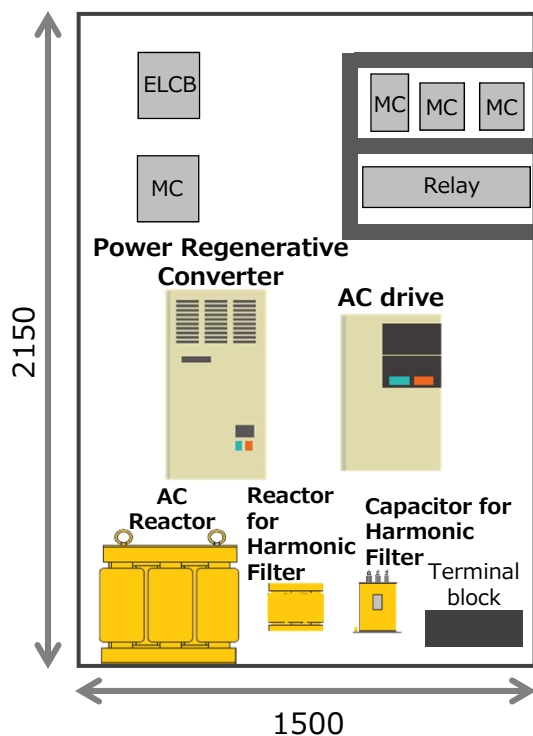 ELCB
MC
MC
MC
MC
Relay
Power Regenerative
Converter
AC drive
2150
AC
Reactor
Reactor
for
Harmonic
Filter
Capacitor for
Harmonic
Filter
Terminal
block
1500